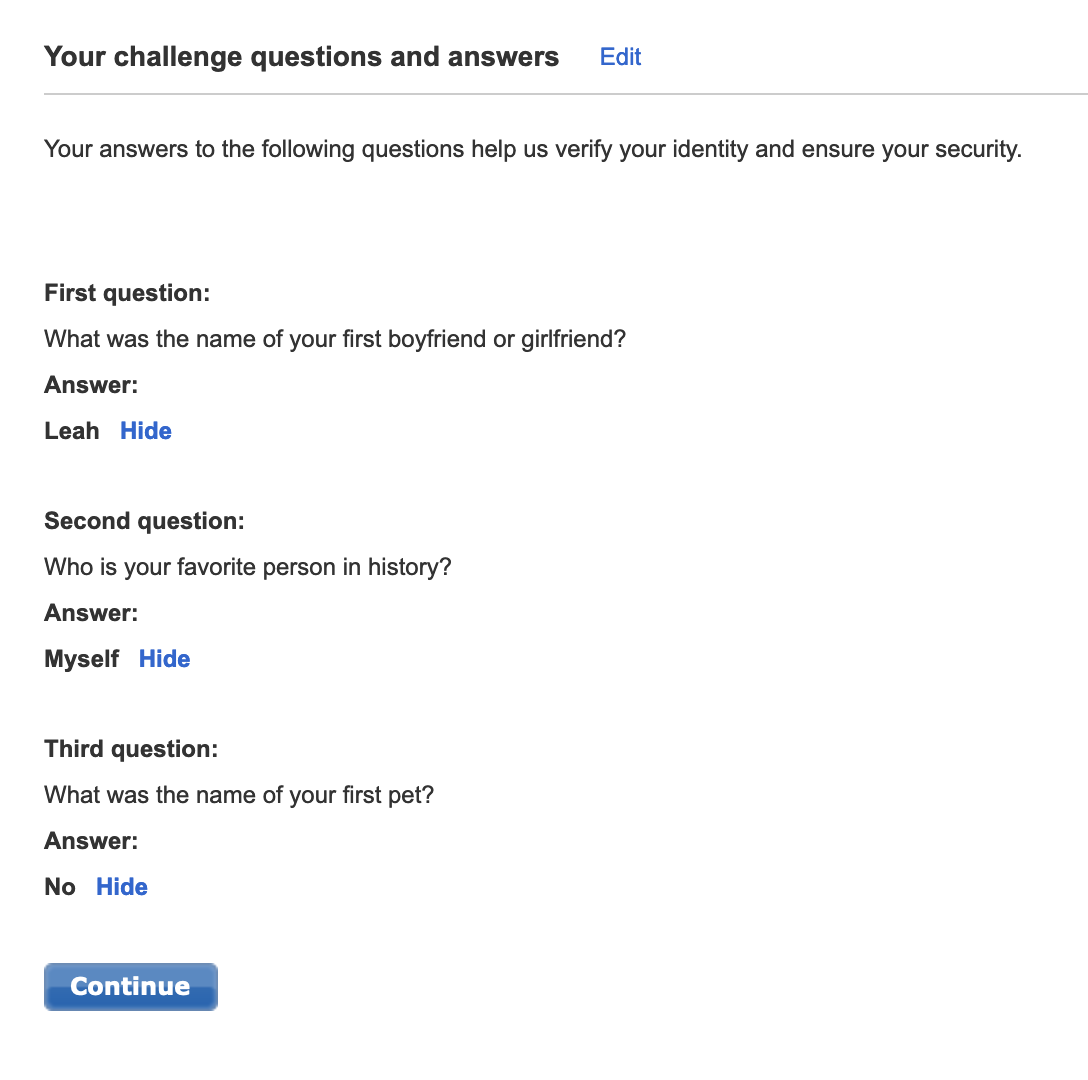 Your challenge questions and answers Edit
Your answers to the following questions help us verify your identity and ensure your security.
First question:
What was the name of your first boyfriend or girlfriend?
Answer:
Leah Hide
Second question:
Who is your favorite person in history?
Answer:
Myself Hide
Third question:
What was the name of your first pet?
Answer:
No Hide
Continue